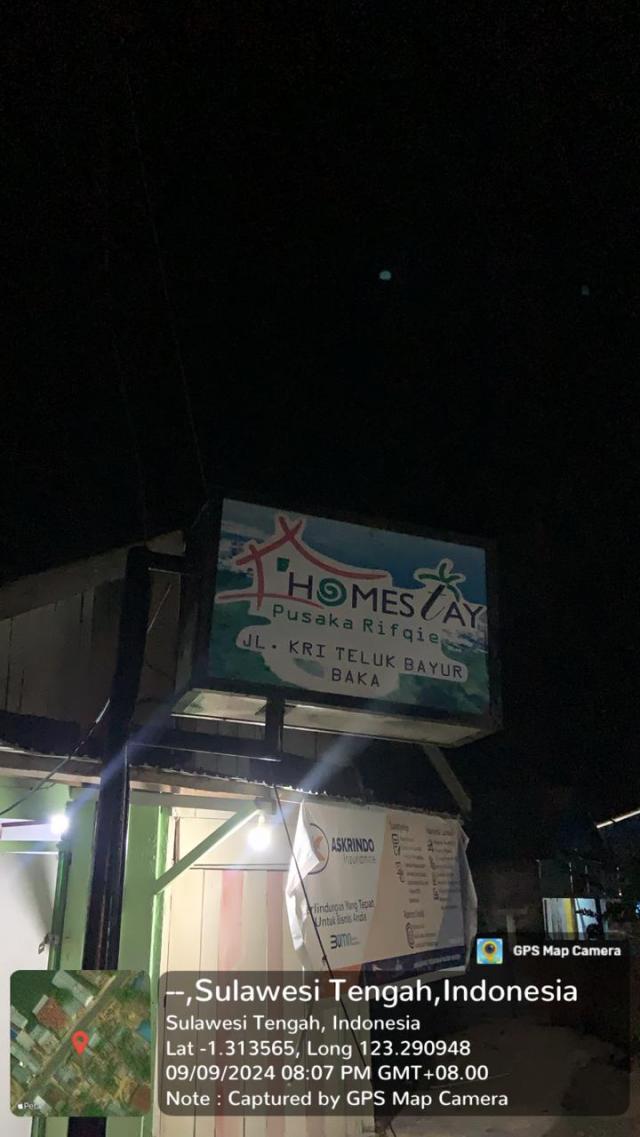 HOMEStAY
Pusaka Rifqie
JL. KRI TELUK BAYUR
BAKA
ASKRINDO
Insurance
Yang Tepat
Untuk Bisnis Anda
BUMN
GPS Map Camera
--,Sulawesi Tengah,Indonesia
Sulawesi Tengah, Indonesia
Lat -1.313565, Long 123.290948
09/09/2024 08:07 PM GMT+08.00
Note : Captured by GPS Map Camera